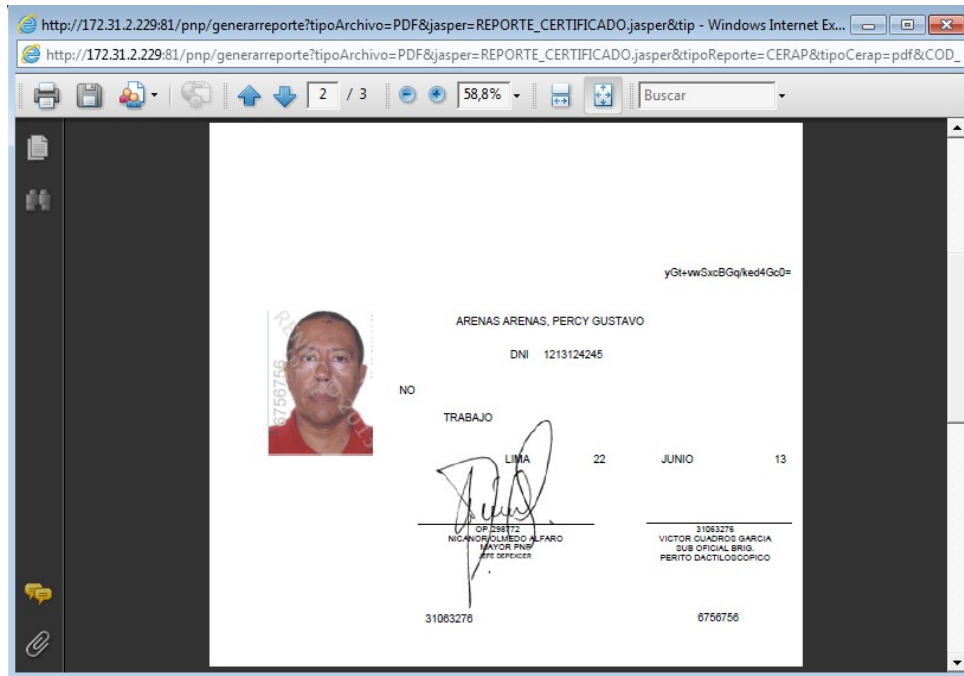 http://172.31.2.229:81/pnp/generarreporte?tipoArchivo=PDF&jasper=REPORTE_CERTIFICADO.jasper&tip - Windows Internet Ex...
http://172.31.2.229:81/pnp/generarreporte?tipoArchivo=PDF&jasper=REPORTE_CERTIFICADO.jasper&tipoReporte=CERAP&tipoCerap=pdf&COD_
2 / 3 58,8% Buscar
yGt+vwSxcBGq/ked4Gc0=
ARENAS ARENAS, PERCY GUSTAVO
DNI 1213124245
6756756
NO
TRABAJO
LIMA 22 JUNIO 13
OP 298772
NICANOR OLMEDO ALFARO
MAYOR PNP
JEFE DEPEXCER
31063276
VICTOR CUADROS GARCIA
SUB OFICIAL BRIG.
PERITO DACTILOSCOPICO
31063276 6756756